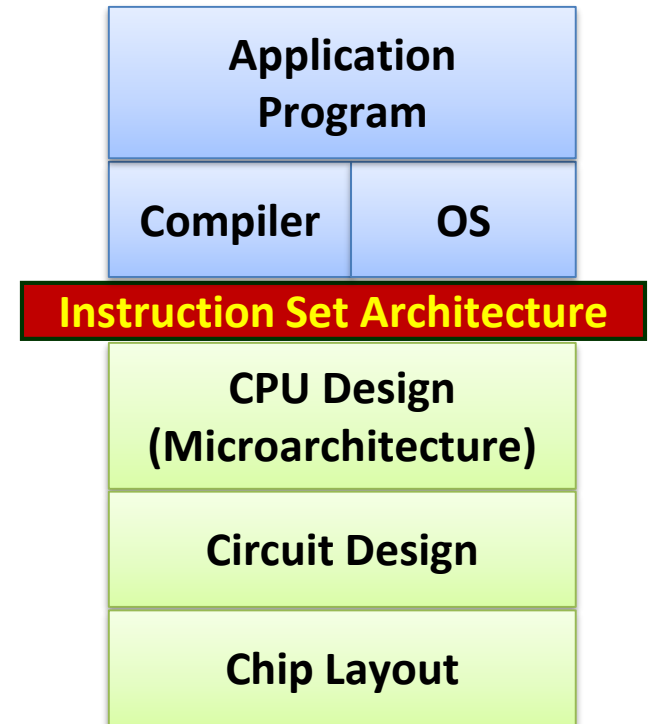 Application
Program
Compiler
OS
Instruction Set Architecture
CPU Design
(Microarchitecture)
Circuit Design
Chip Layout